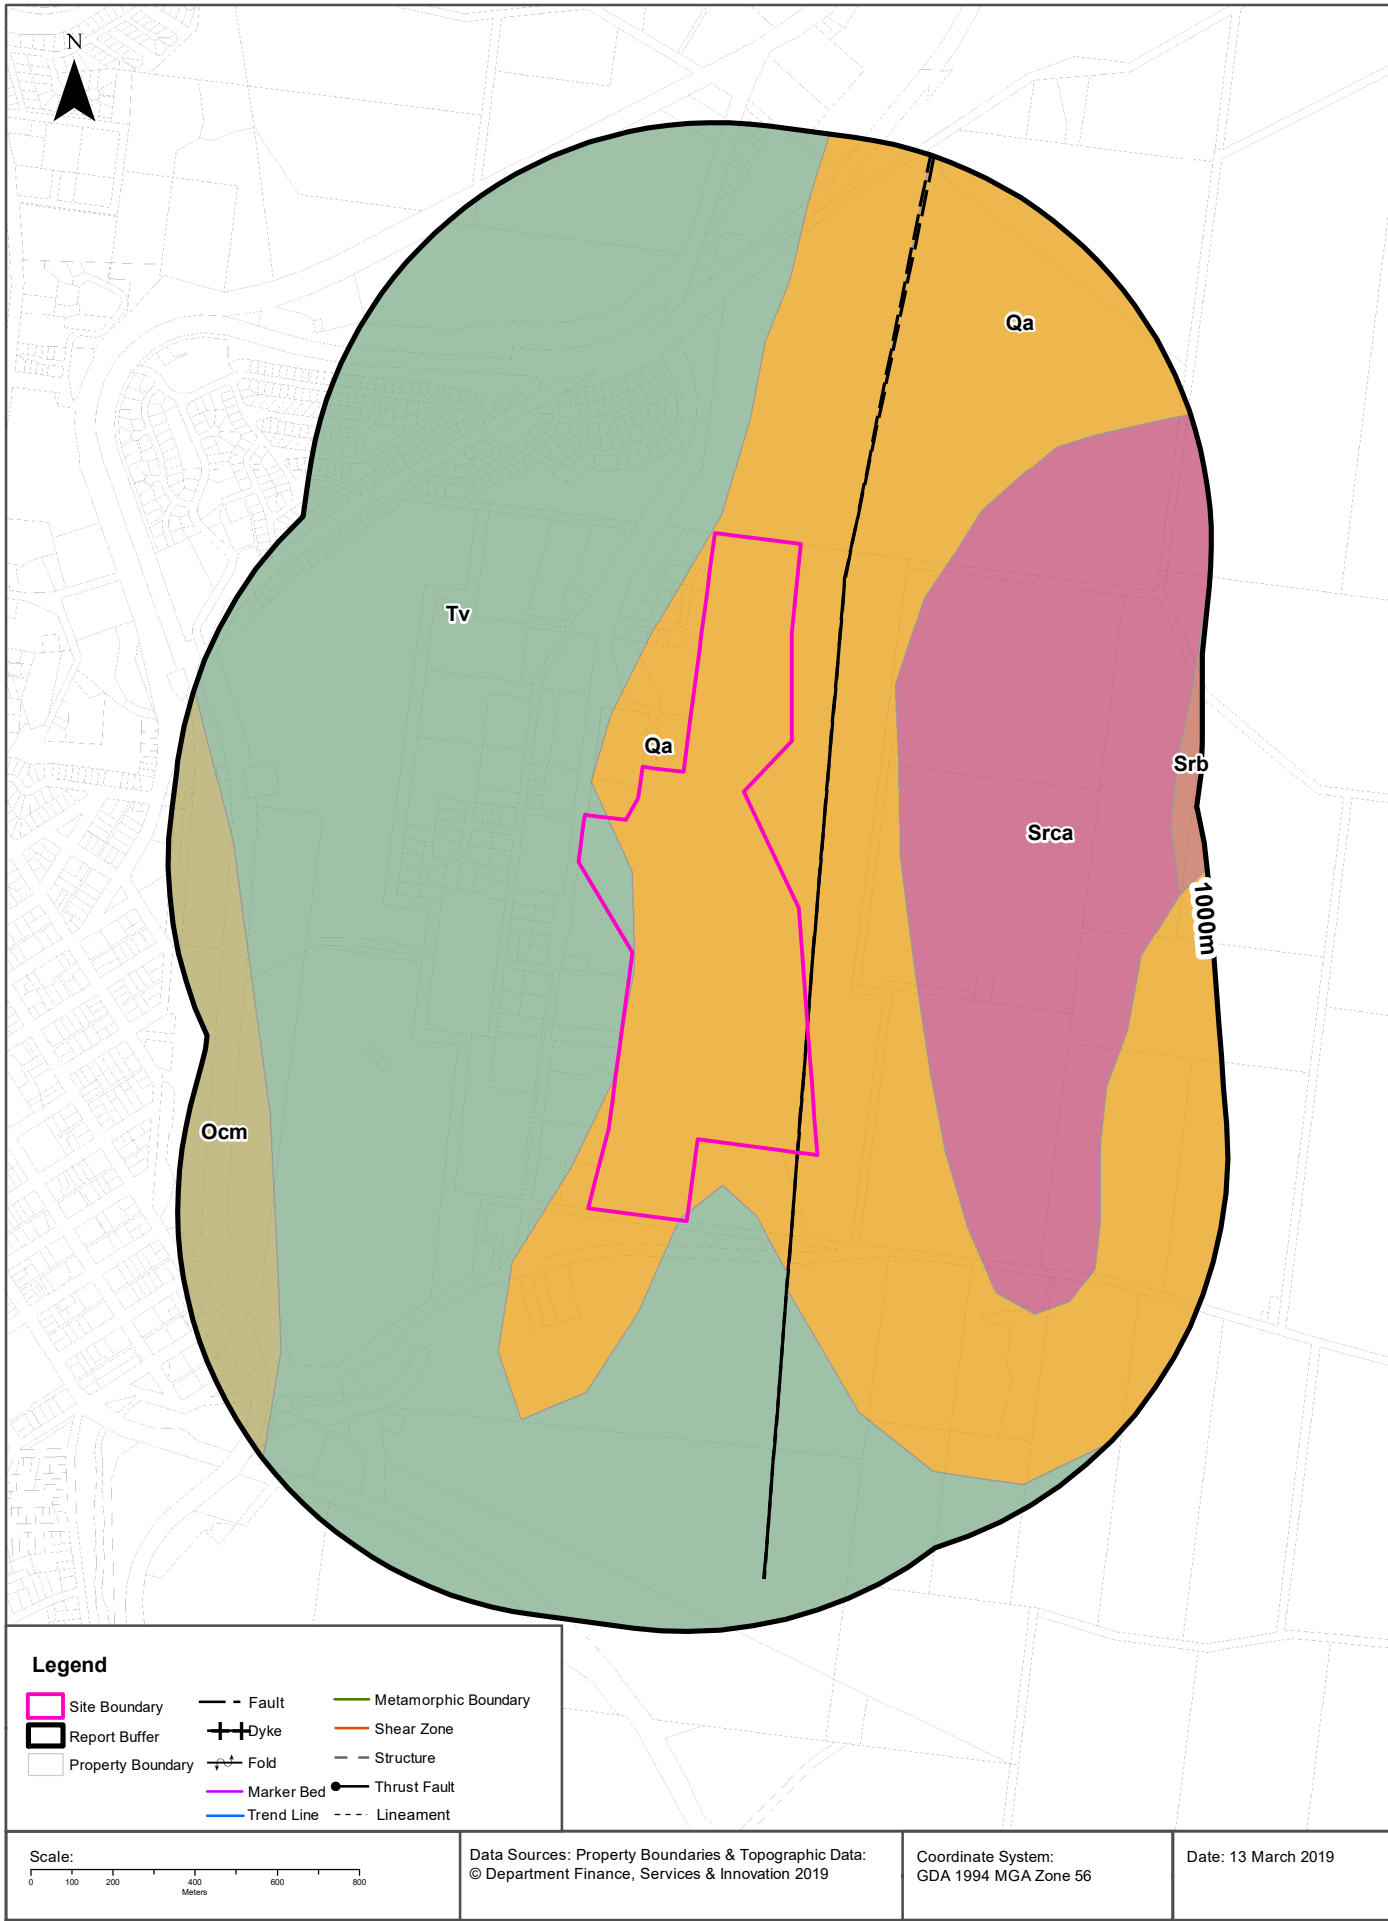 N
Qa
Tv
Qa
Srb
Srca
1000m
Ocm
Legend
Site Boundary
Report Buffer
Property Boundary
Fault
Dyke
Fold
Marker Bed
Trend Line
Metamorphic Boundary
Shear Zone
Structure
Thrust Fault
Lineament
Scale:
0 100 200 400 600 800
Meters
Data Sources: Property Boundaries & Topographic Data:
© Department Finance, Services & Innovation 2019
Coordinate System:
GDA 1994 MGA Zone 56
Date: 13 March 2019